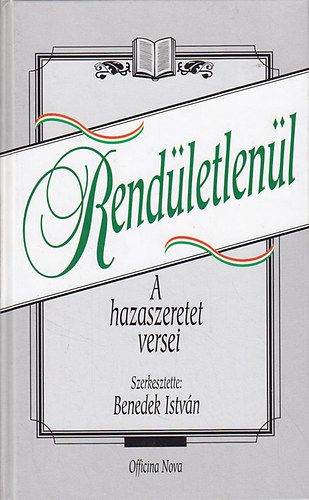 Rendületlenül
A
hazaszeretet
versei
Szerkesztette:
Benedek István
Officina Nova